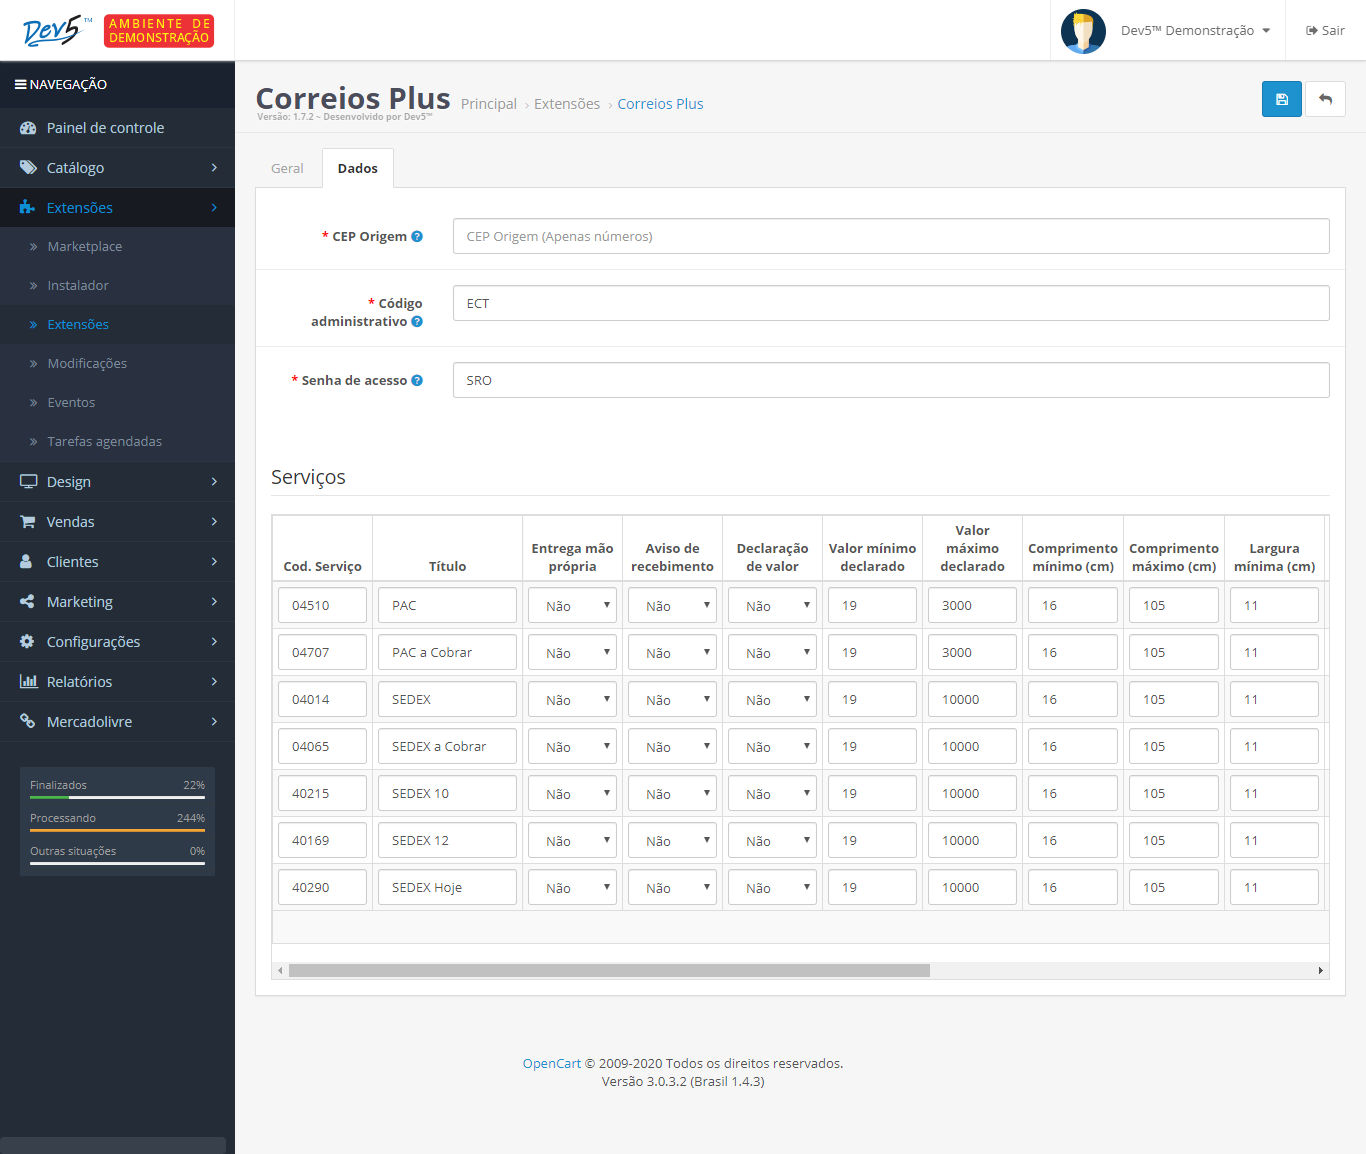 Dev5™
AMBIENTE DE
DEMONSTRAÇÃO
Dev5™ Demonstração
Sair
NAVEGAÇÃO
Painel de controle
Catálogo
Extensões
Marketplace
Instalador
Extensões
Modificações
Eventos
Tarefas agendadas
Design
Vendas
Clientes
Marketing
Configurações
Relatórios
Mercadolivre
Finalizados 22%
Processando 244%
Outras situações 0%
Correiros Plus Principal › Extensões › Correios Plus
Versão: 1.7.2 ~ Desenvolvido por Dev5™
Geral Dados
* CEP Origem ? CEP Origem (Apenas números)
* Código
administrativo ? ECT
* Senha de acesso ? SRO
Serviços
Cod. Serviço Título Entrega mão própria Aviso de recebimento Declaração de valor Valor mínimo declarado Valor máximo declarado Comprimento mínimo (cm) Comprimento máximo (cm) Largura mínima (cm)
04510 PAC Não Não Não 19 3000 16 105 11
04707 PAC a Cobrar Não Não Não 19 3000 16 105 11
04014 SEDEX Não Não Não 19 10000 16 105 11
04065 SEDEX a Cobrar Não Não Não 19 10000 16 105 11
40215 SEDEX 10 Não Não Não 19 10000 16 105 11
40169 SEDEX 12 Não Não Não 19 10000 16 105 11
40290 SEDEX Hoje Não Não Não 19 10000 16 105 11
OpenCart © 2009-2020 Todos os direitos reservados.
Versão 3.0.3.2 (Brasil 1.4.3)